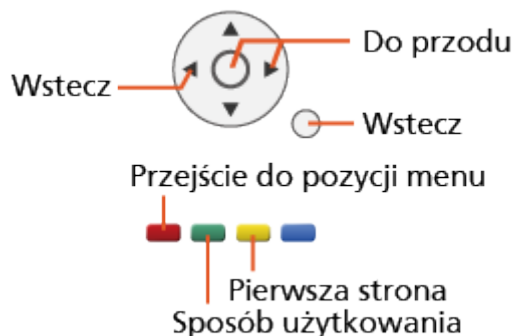 Do przodu
Wstecz
Wstecz
Przejście do pozycji menu
Pierwsza strona
Sposób użytkowania